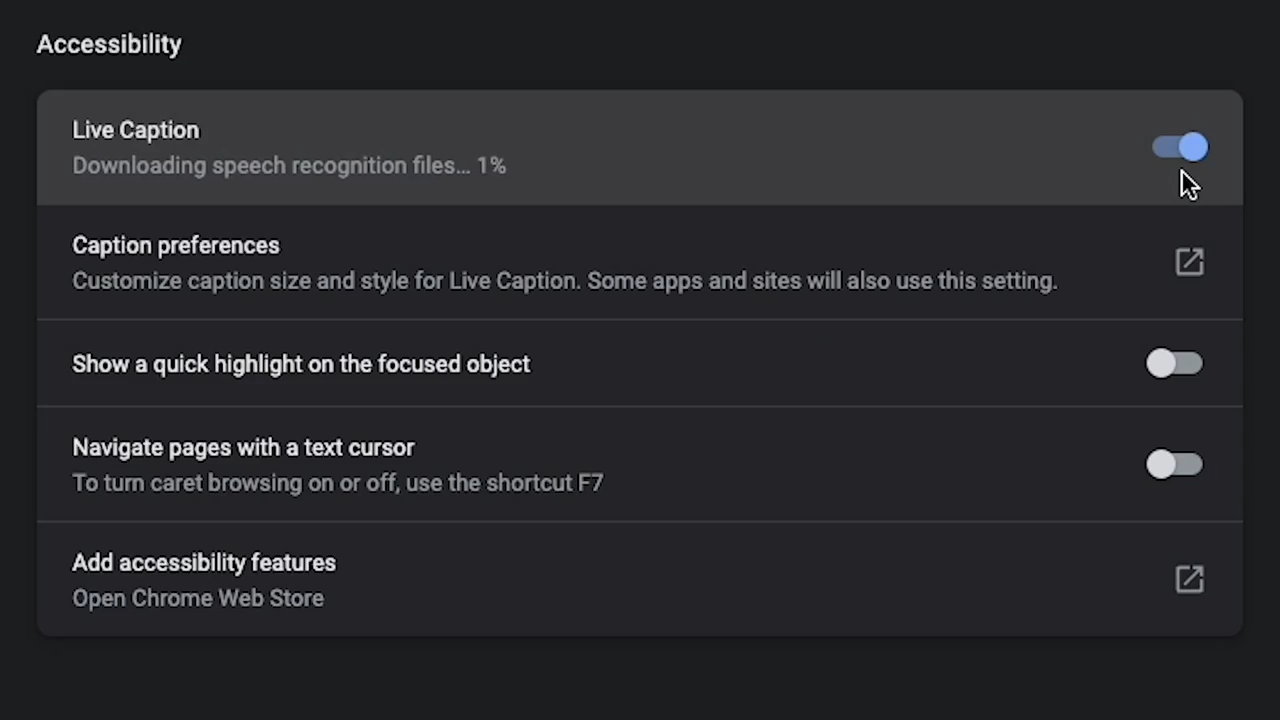 Accessibility
Live Caption
Downloading speech recognition files... 1%
Caption preferences
Customize caption size and style for Live Caption. Some apps and sites will also use this setting.
Show a quick highlight on the focused object
Navigate pages with a text cursor
To turn caret browsing on or off, use the shortcut F7
Add accessibility features
Open Chrome Web Store